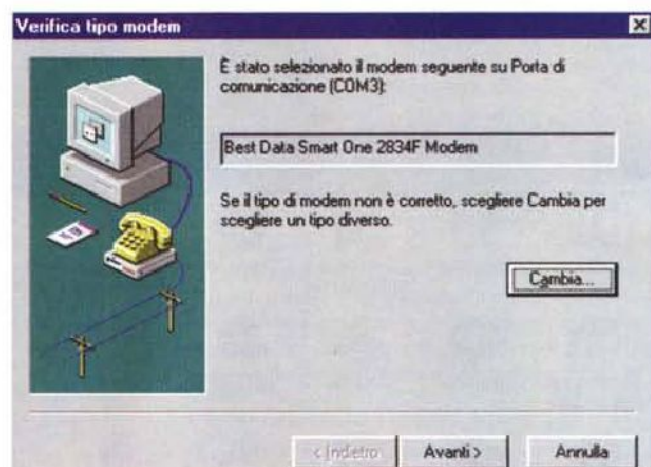 Verifica tipo modem
È stato selezionato il modem seguente su Porta di
comunicazione (COM3):
Best Data Smart One 2834F Modem
Se il tipo di modem non è corretto, scegliere Cambia per
scegliere un tipo diverso.
Cambia...
< Indietro
Avanti >
Annulla